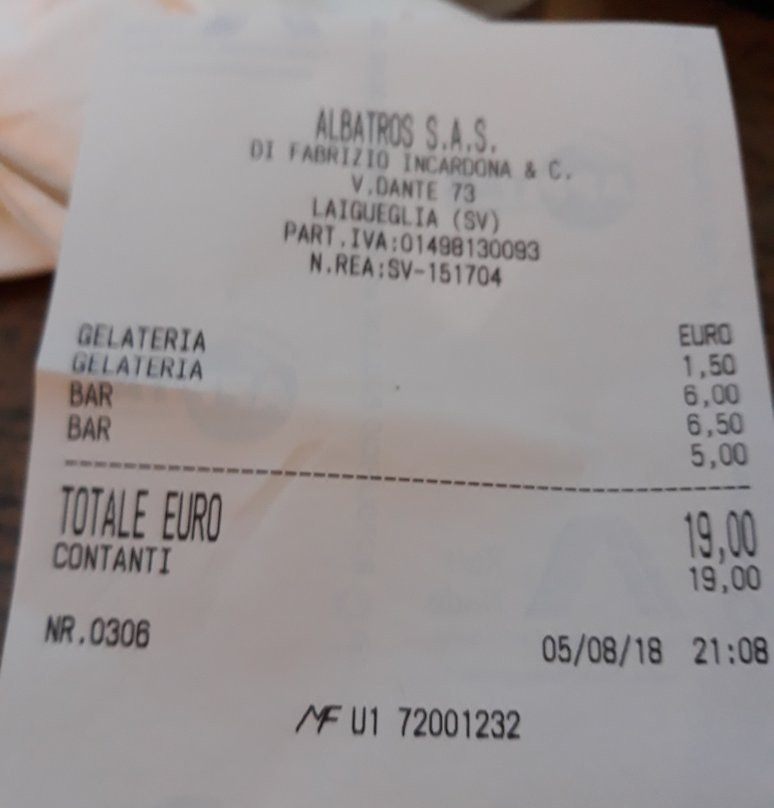 ALBATROS S.A.S.
DI FABRIZIO INCARDONA & C.
V.DANTE 73
LAIGUEGLIA (SV)
PART.IVA:01498130093
N.REA:SV-151704
EURO
GELATERIA 1,50
GELATERIA 6,00
BAR 6,50
BAR 5,00
TOTALE EURO 19,00
CONTANTI 19,00
NR.0306 05/08/18 21:08
MF U1 72001232